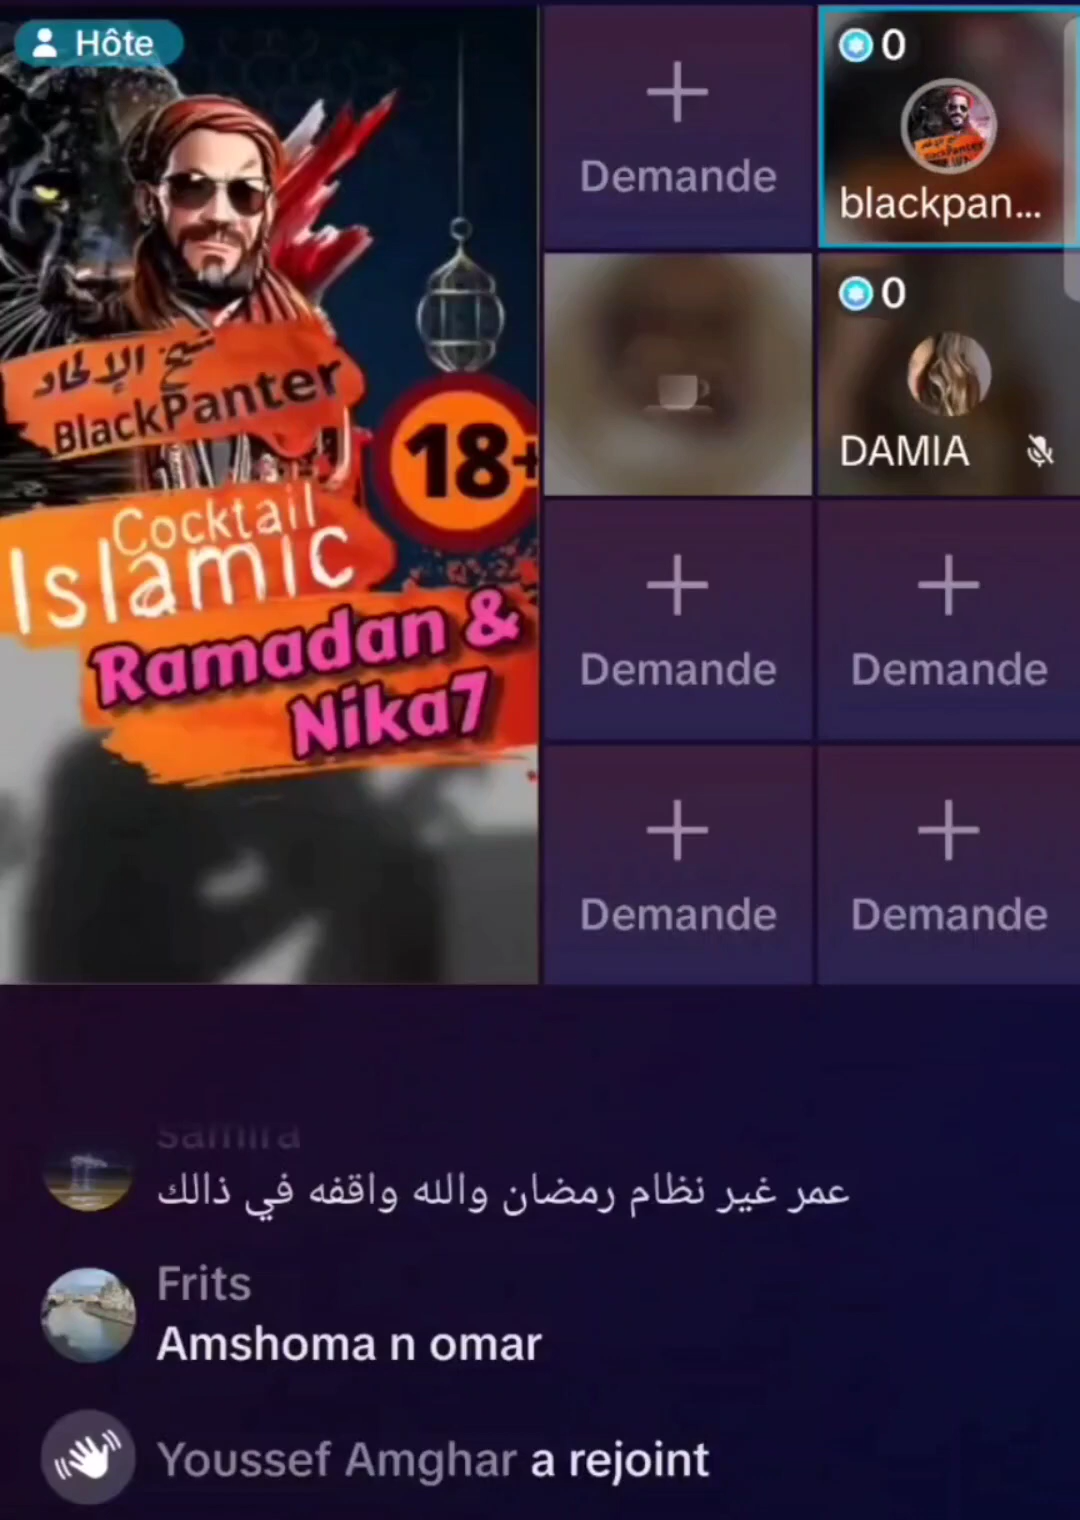 Hôte
شيخ الإلحاد
BlackPanter
18+
Cocktail
Islamic
Ramadan &
Nika7
Demande
0
blackpan...
0
DAMIA
Demande
Demande
Demande
Demande
samira
عمر غير نظام رمضان والله واقفه في ذالك
Frits
Amshoma n omar
Youssef Amghar a rejoint